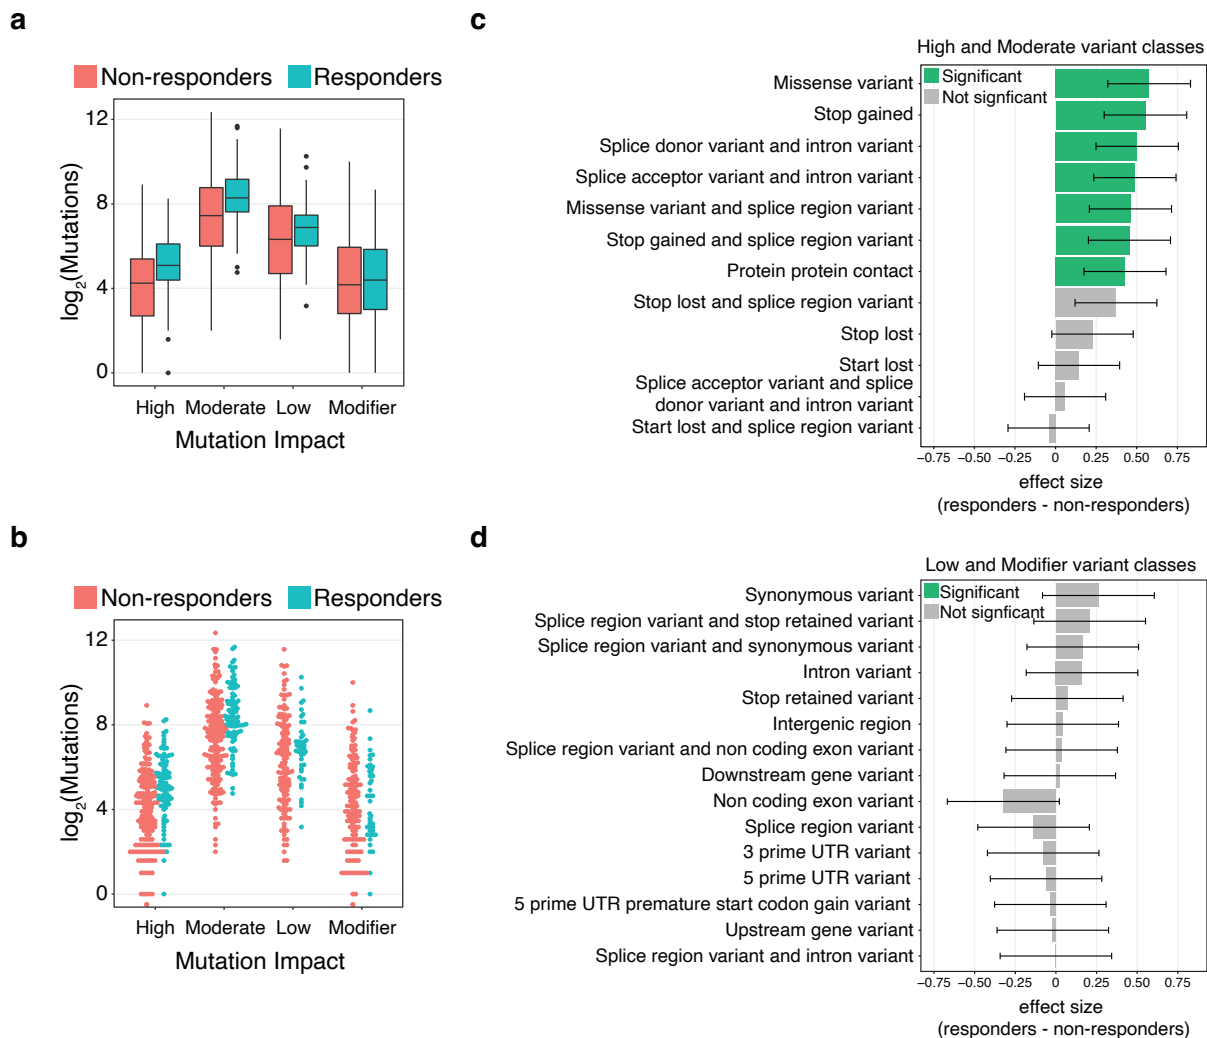 a
Non-responders
Responders
log2(Mutations)
12
8
4
0
High
Moderate
Low
Modifier
Mutation Impact
b
Non-responders
Responders
log2(Mutations)
12
8
4
0
High
Moderate
Low
Modifier
Mutation Impact
c
High and Moderate variant classes
Significant
Not signficant
Missense variant
Stop gained
Splice donor variant and intron variant
Splice acceptor variant and intron variant
Missense variant and splice region variant
Stop gained and splice region variant
Protein protein contact
Stop lost and splice region variant
Stop lost
Start lost
Splice acceptor variant and splice
donor variant and intron variant
Start lost and splice region variant
−0.75 −0.50 −0.25 0 0.25 0.50 0.75
effect size
(responders - non-responders)
d
Low and Modifier variant classes
Significant
Not signficant
Synonymous variant
Splice region variant and stop retained variant
Splice region variant and synonymous variant
Intron variant
Stop retained variant
Intergenic region
Splice region variant and non coding exon variant
Downstream gene variant
Non coding exon variant
Splice region variant
3 prime UTR variant
5 prime UTR variant
5 prime UTR premature start codon gain variant
Upstream gene variant
Splice region variant and intron variant
−0.75 −0.50 −0.25 0 0.25 0.50 0.75
effect size
(responders - non-responders)